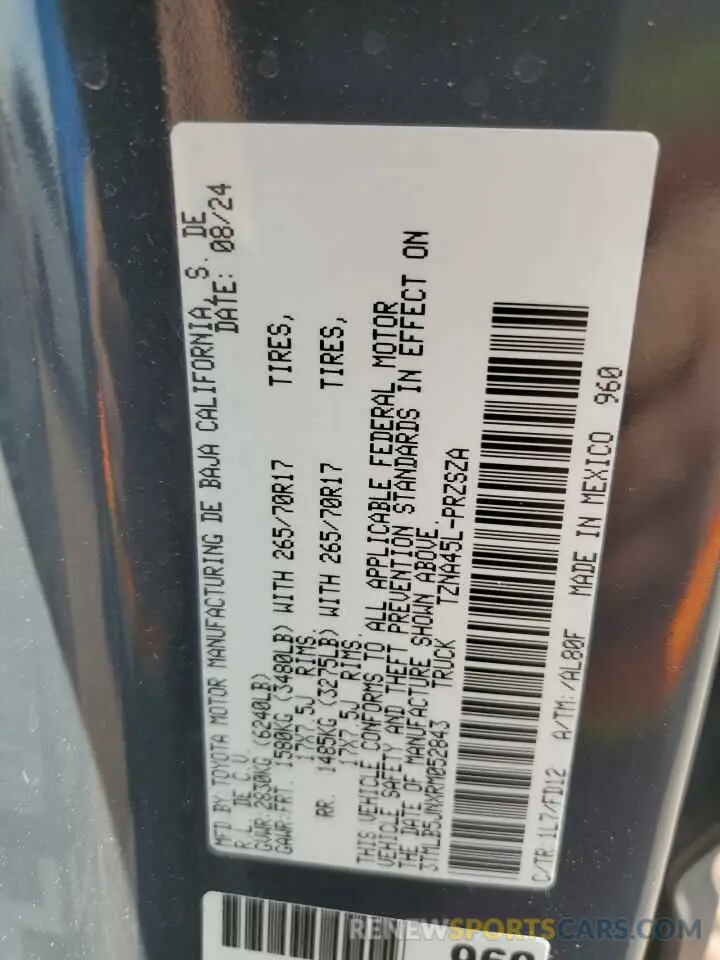 MFD BY TOYOTA MOTOR MANUFACTURING DE BAJA CALIFORNIA, S. DE
R L. DE C.V. DATE: 08/24
GVWR: 2830KG (6240LB)
GAWR: FRT. 1580KG (3480LB) WITH 265/70R17 TIRES,
17X7.5J RIMS.
RR. 1485KG (3275LB) WITH 265/70R17 TIRES,
17X7.5J RIMS.
THIS VEHICLE CONFORMS TO ALL APPLICABLE FEDERAL MOTOR
VEHICLE SAFETY AND THEFT PREVENTION STANDARDS IN EFFECT ON
THE DATE OF MANUFACTURE SHOWN ABOVE.
3TMLB5JNXRM052843 TRUCK TZNA45L-PRZSZA
C/TR: 1L7/FD12 A/TM: /AL80F MADE IN MEXICO 960
960
RENEWSPORTSCARS.COM